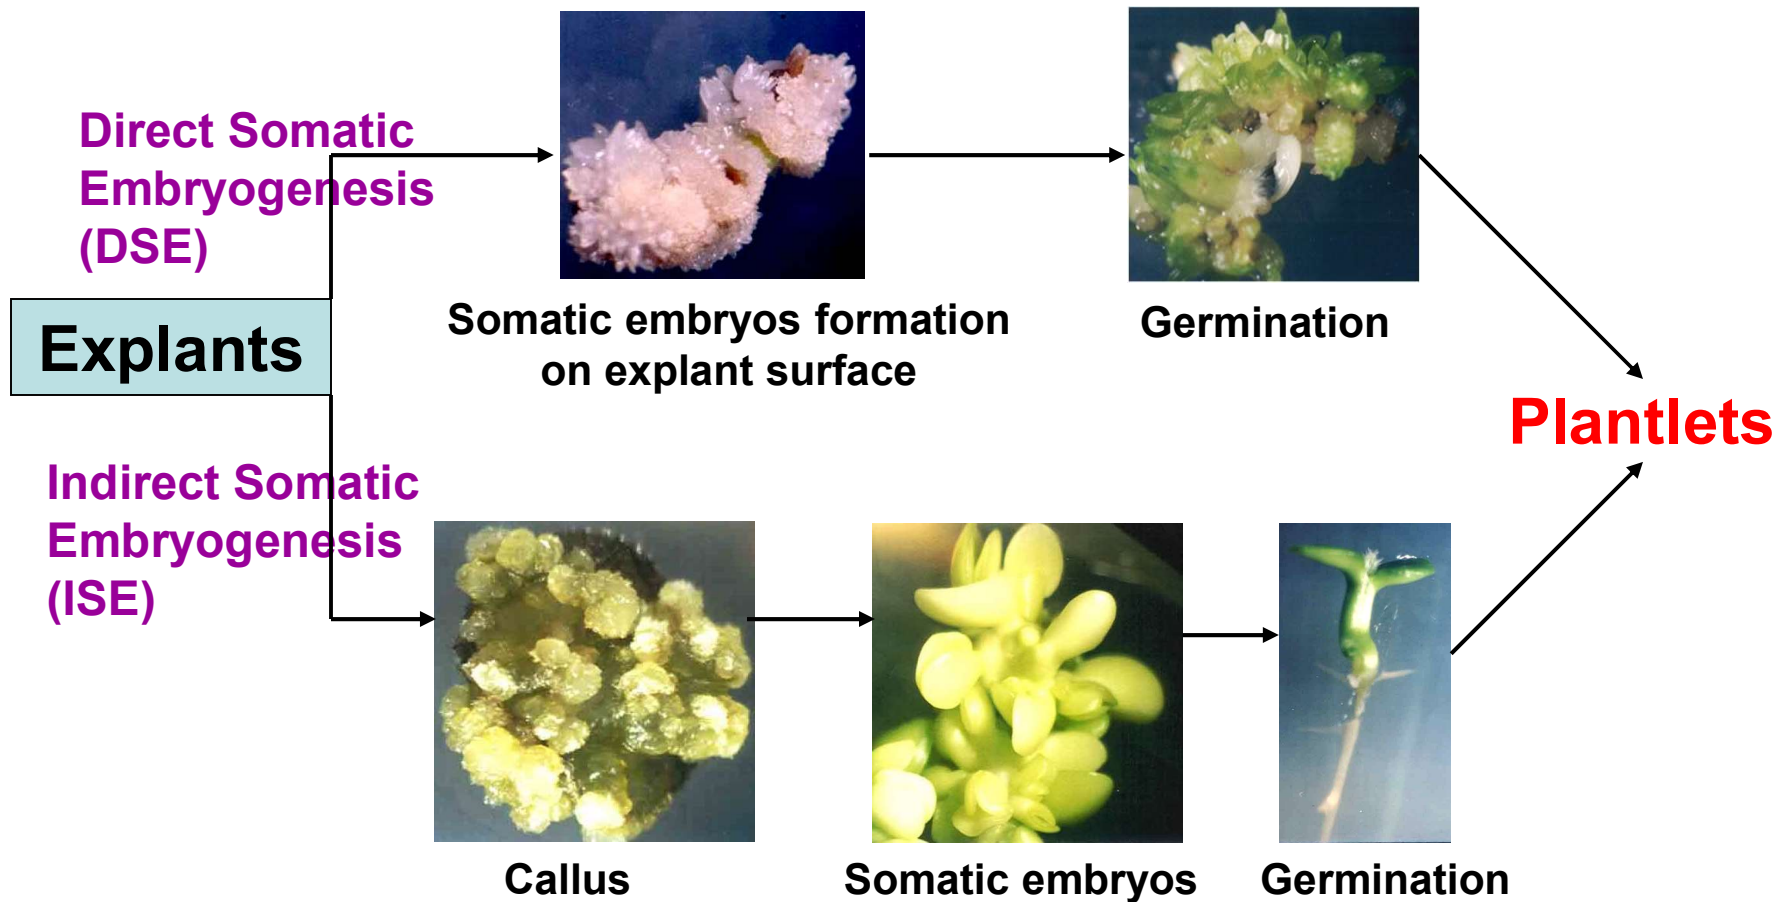 Direct Somatic
Embryogenesis
(DSE)
Somatic embryos formation
on explant surface
Germination
Explants
Plantlets
Indirect Somatic
Embryogenesis
(ISE)
Callus
Somatic embryos
Germination